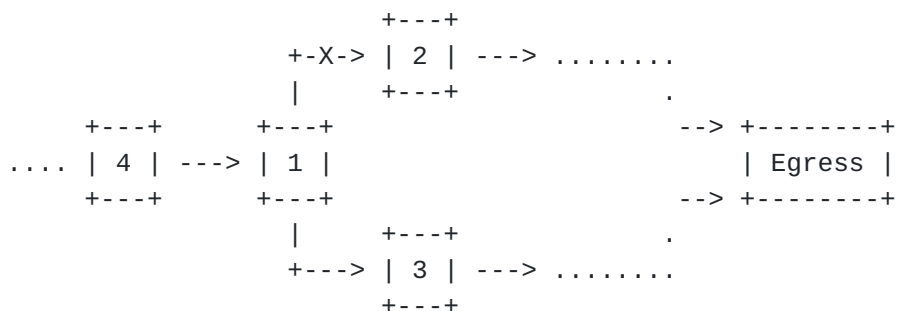 +---+
                  +-X-> | 2 | ---> ........
                  |     +---+             .
     +---+      +---+                      --> +--------+
.... | 4 | ---> | 1 |                          | Egress |
     +---+      +---+                      --> +--------+
                  |     +---+             .
                  +---> | 3 | ---> ........
                        +---+